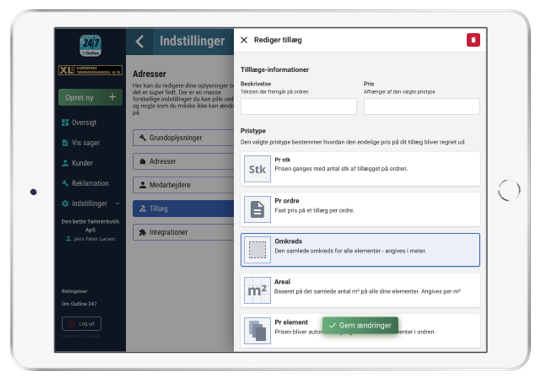 24/7
Outline
XL
TØMMERHANDEL A/S
Opret ny +
Oversigt
Vis sager
Kunder
Reklamation
Indstillinger
Den bette Tømrerbutik
ApS
Jens Peter Larsen
Betingelser
Om Outline 247
Log ud
Indstillinger
Adresser
Her kan du redigere dine oplysninger o
det er super fedt. Der er en masse
forskellige indstillinger du kan pille ved
og nogle som du måske ikke kan ændr
på.
Grundoplysninger
Adresser
Medarbejdere
Tillæg
Integrationer
Rediger tillæg
Tilllægs-informationer
Beskrivelse
Teksten der fremgår på ordren
Pris
Afhænger af den valgte pristype
Pristype
Den valgte pristype bestemmer hvordan den endelige pris på dit tillæg bliver regnet ud.
Stk
Pr stk
Prisen ganges med antal stk af tillægget på ordren.
Pr ordre
Fast pris på et tillæg per ordre.
Omkreds
Den samlede omkreds for alle elementer - angives i meter.
m²
Areal
Baseret på det samlede antal m² på alle dine elementer. Angives per m²
Pr element
Prisen bliver auto
enter i ordren.
Gem ændringer